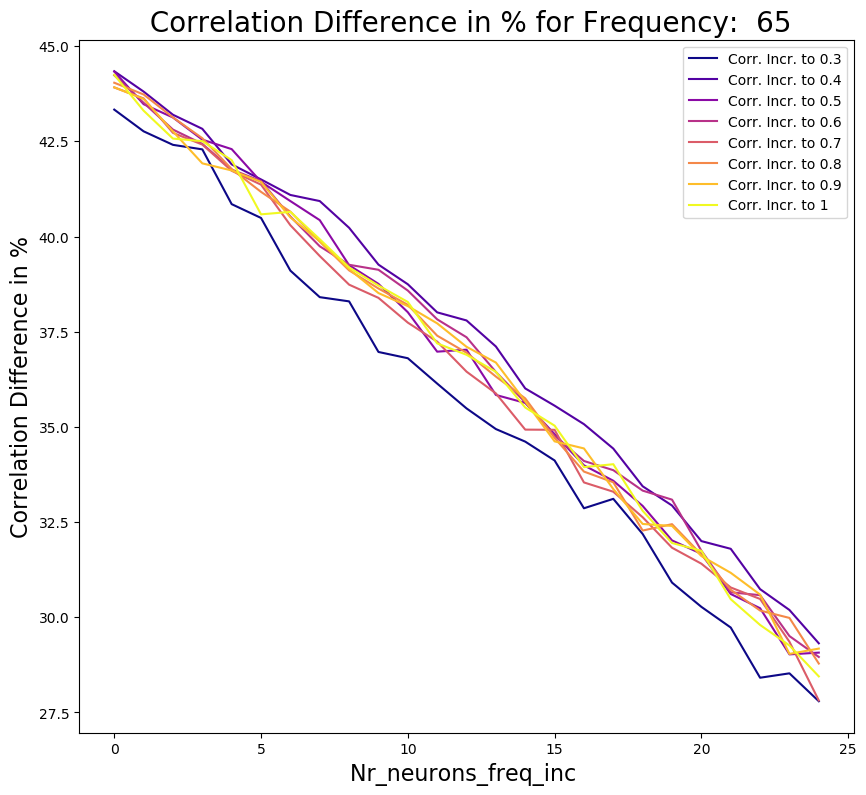 Correlation Difference in % for Frequency:  65
45.0
42.5
40.0
37.5
35.0
32.5
30.0
27.5
Correlation Difference in %
Corr. Incr. to 0.3
Corr. Incr. to 0.4
Corr. Incr. to 0.5
Corr. Incr. to 0.6
Corr. Incr. to 0.7
Corr. Incr. to 0.8
Corr. Incr. to 0.9
Corr. Incr. to 1
0 5 10 15 20 25
Nr_neurons_freq_inc